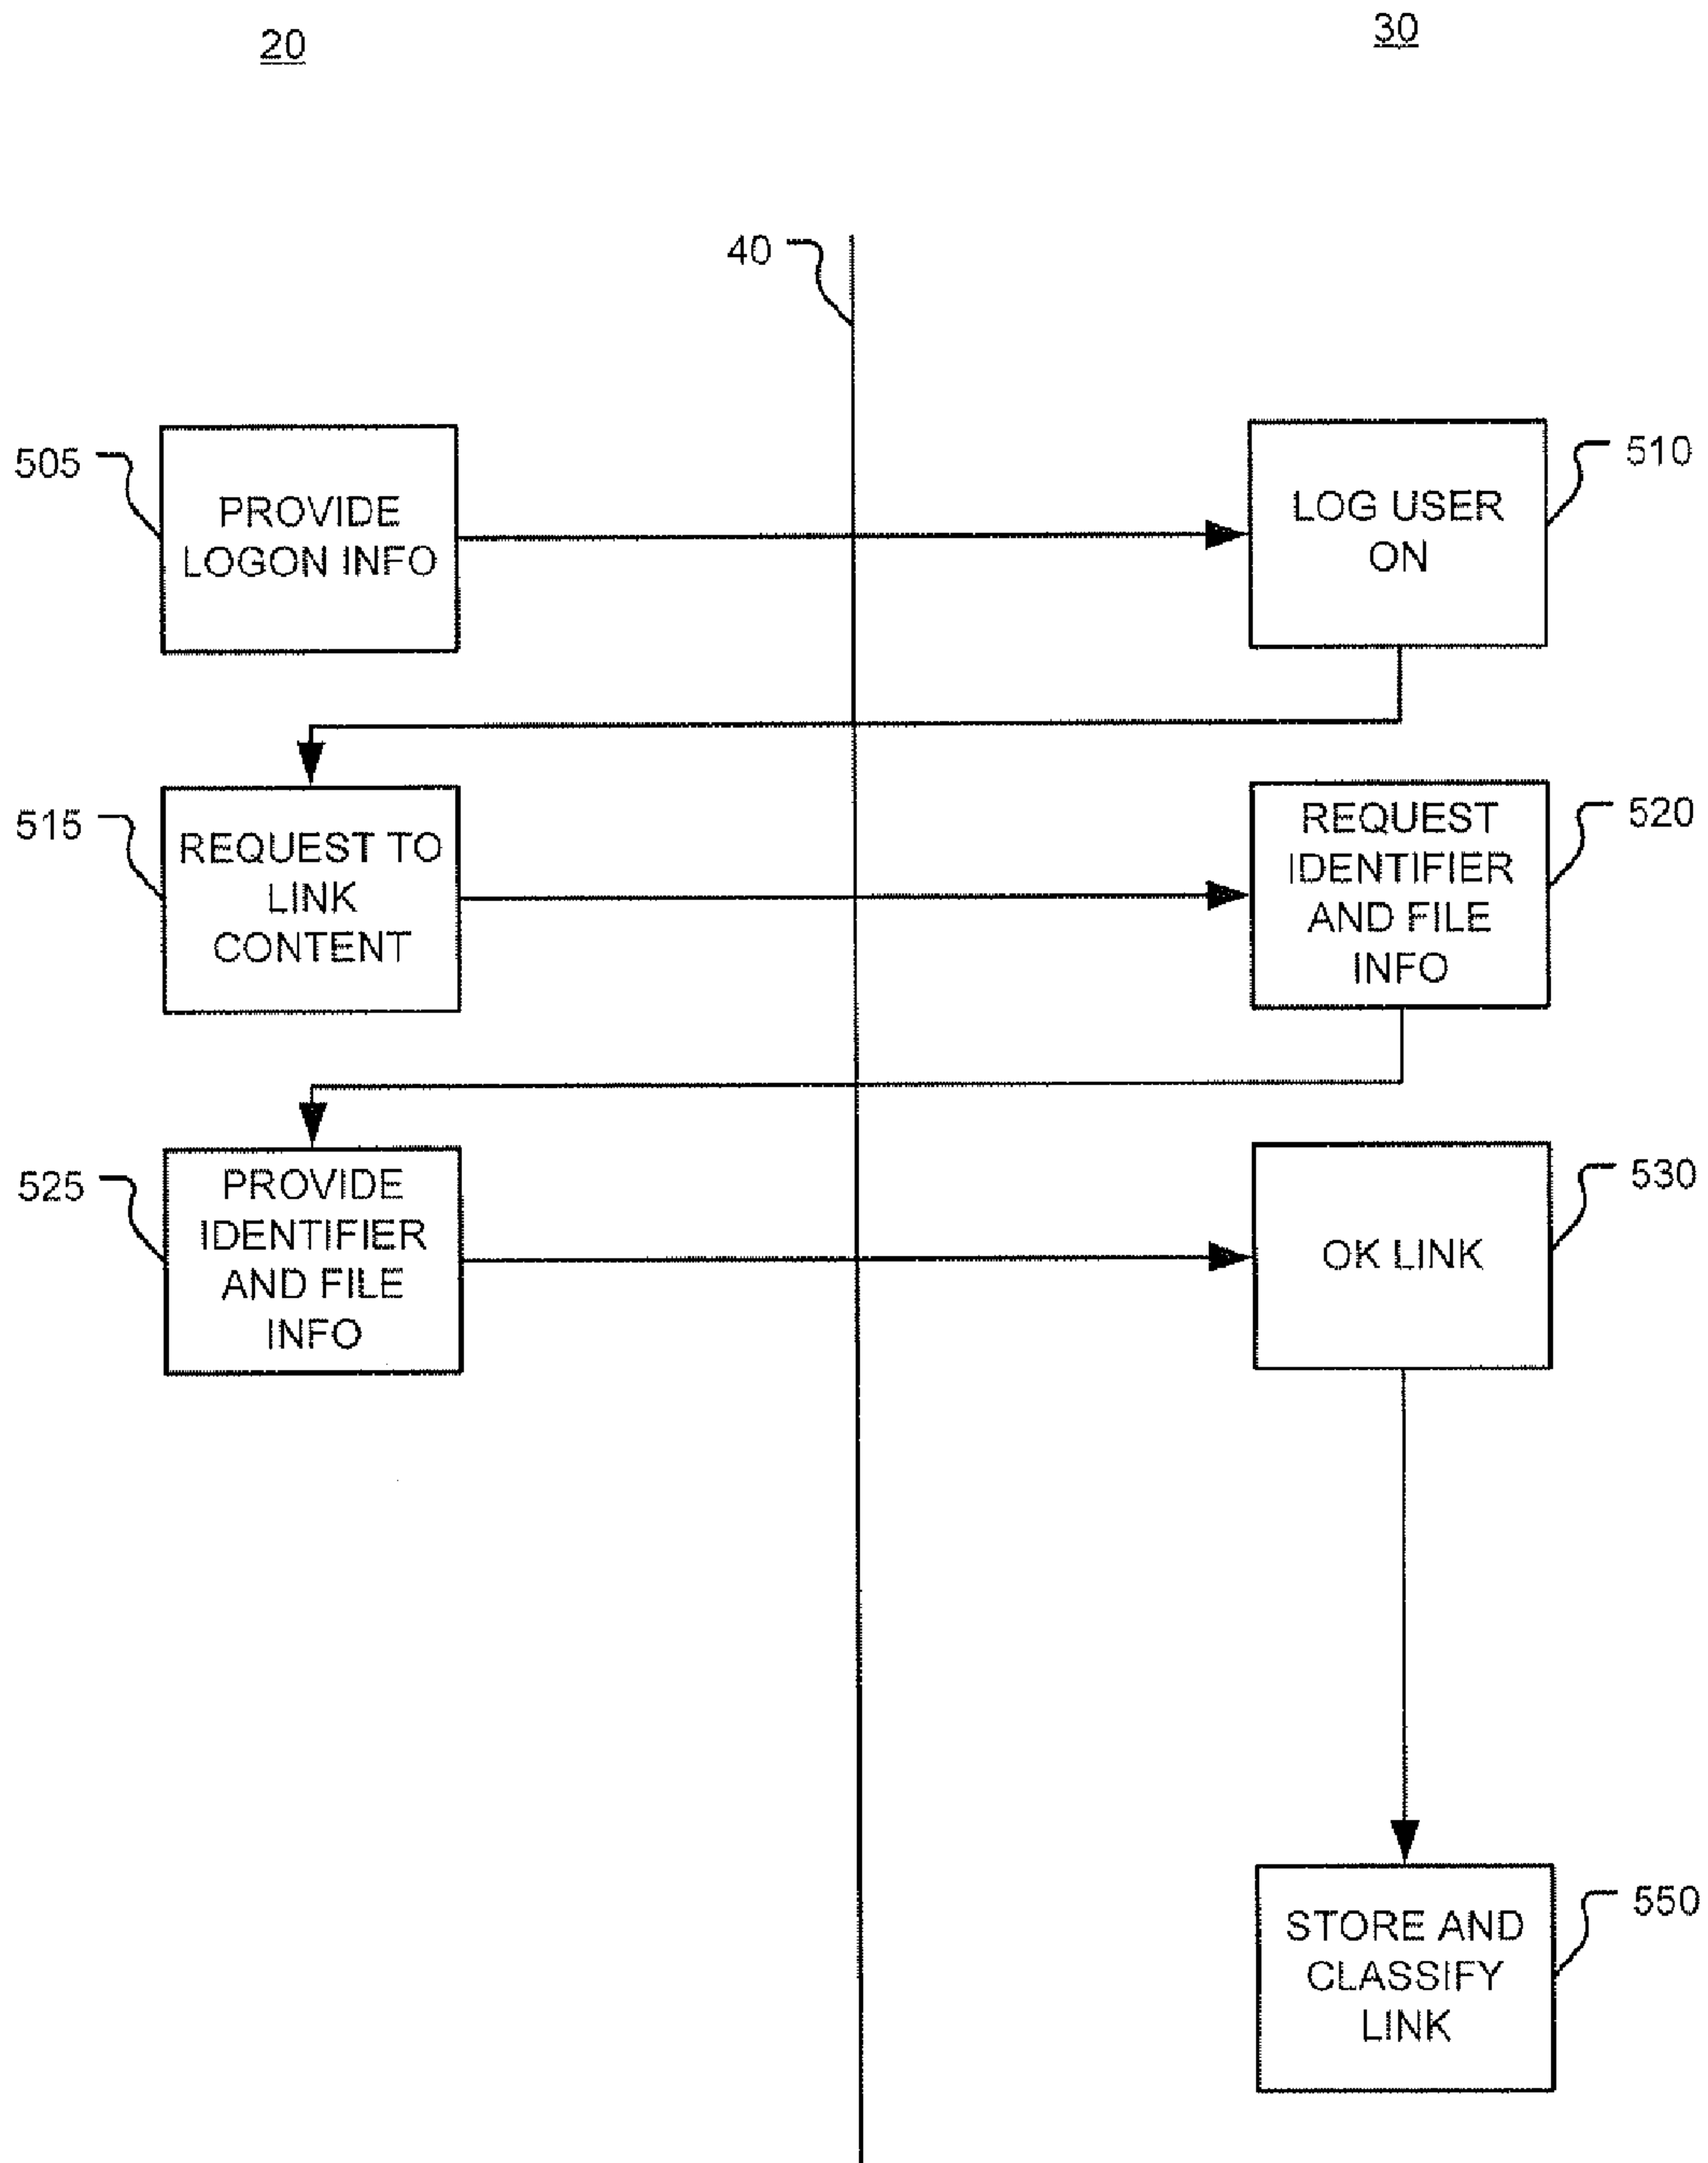 20
30
40
505
PROVIDE
LOGON INFO
510
LOG USER
ON
515
REQUEST TO
LINK
CONTENT
520
REQUEST
IDENTIFIER
AND FILE
INFO
525
PROVIDE
IDENTIFIER
AND FILE
INFO
530
OK LINK
550
STORE AND
CLASSIFY
LINK